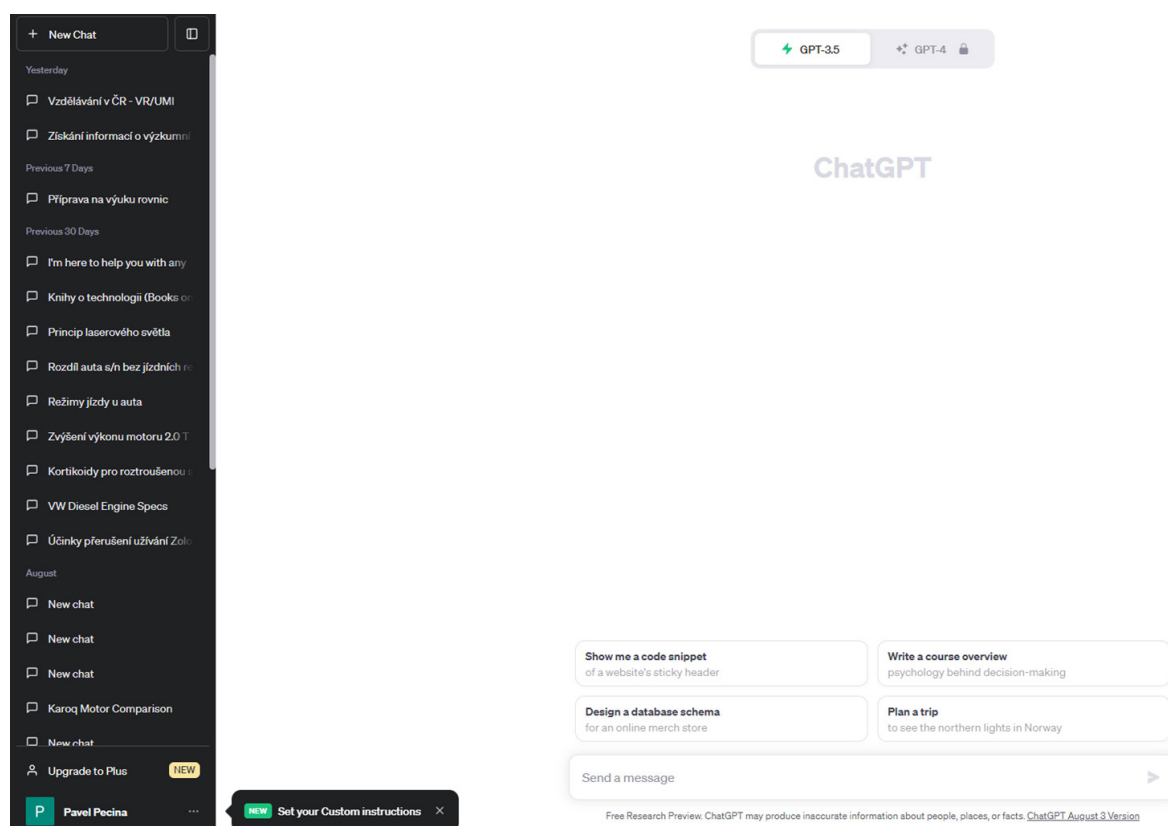 New Chat
Yesterday
Vzdělávání v ČR - VR/UMI
Získání informací o výzkumní
Previous 7 Days
Příprava na výuku rovnic
Previous 30 Days
I'm here to help you with any
Knihy o technologii (Books on
Princip laserového světla
Rozdíl auta s/n bez jízdních re
Režimy jízdy u auta
Zvýšení výkonu motoru 2.0 T
Kortikoidy pro roztroušenou s
VW Diesel Engine Specs
Účinky přerušení užívání Zolo
August
New chat
New chat
New chat
Karoq Motor Comparison
New chat
Upgrade to Plus NEW
P Pavel Pecina
NEW Set your Custom instructions
GPT-3.5 GPT-4
ChatGPT
Show me a code snippet
of a website's sticky header
Write a course overview
psychology behind decision-making
Design a database schema
for an online merch store
Plan a trip
to see the northern lights in Norway
Send a message
Free Research Preview. ChatGPT may produce inaccurate information about people, places, or facts. ChatGPT August 3 Version